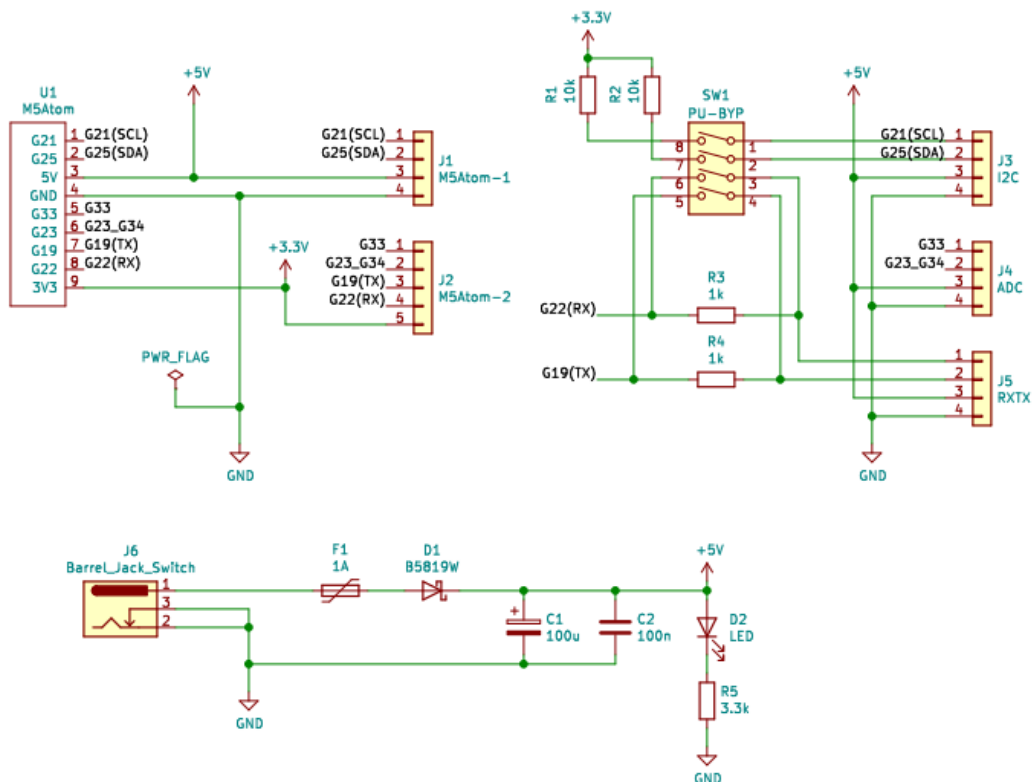 U1
M5Atom
G21 1 G21(SCL)
G25 2 G25(SDA)
5V 3
GND 4
G33 5 G33
G23 6 G23_G34
G19 7 G19(TX)
G22 8 G22(RX)
3V3 9
+5V
G21(SCL) 1
G25(SDA) 2
3
4
J1
M5Atom-1
+3.3V
G33 1
G23_G34 2
G19(TX) 3
G22(RX) 4
5
J2
M5Atom-2
PWR_FLAG
GND
+3.3V
R1
10k
R2
10k
SW1
PU-BYP
8 1
7 2
6 3
5 4
G22(RX)
R3
1k
G19(TX)
R4
1k
+5V
G21(SCL) 1
G25(SDA) 2
3
4
J3
I2C
G33 1
G23_G34 2
3
4
J4
ADC
1
2
3
4
J5
RXTX
GND
J6
Barrel_Jack_Switch
1
3
2
GND
F1
1A
D1
B5819W
+
C1
100u
C2
100n
+5V
D2
LED
R5
3.3k
GND